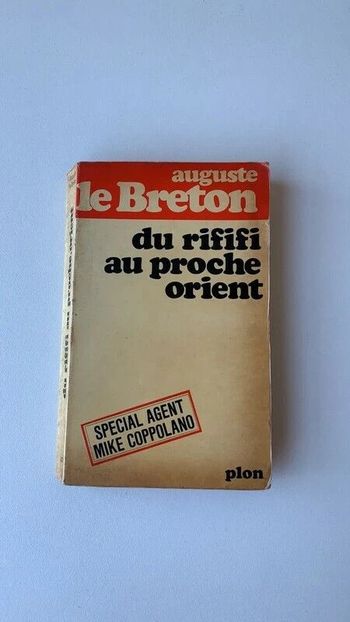 auguste
le Breton
du rififi
au proche
orient
SPECIAL AGENT
MIKE COPPOLANO
plon